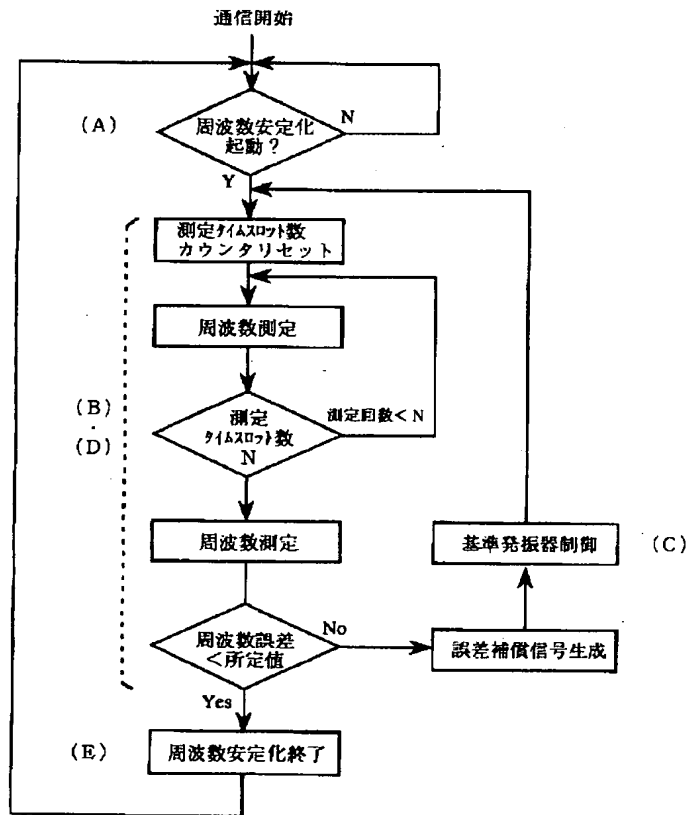 通信開始
(A)
周波数安定化
起動?
N
Y
測定タイムスロット数
カウンタリセット
周波数測定
(B)
・
(D)
測定
タイムスロット数
N
測定回数<N
周波数測定
基準発振器制御
(C)
周波数誤差
<所定値
No
誤差補償信号生成
Yes
(E)
周波数安定化終了